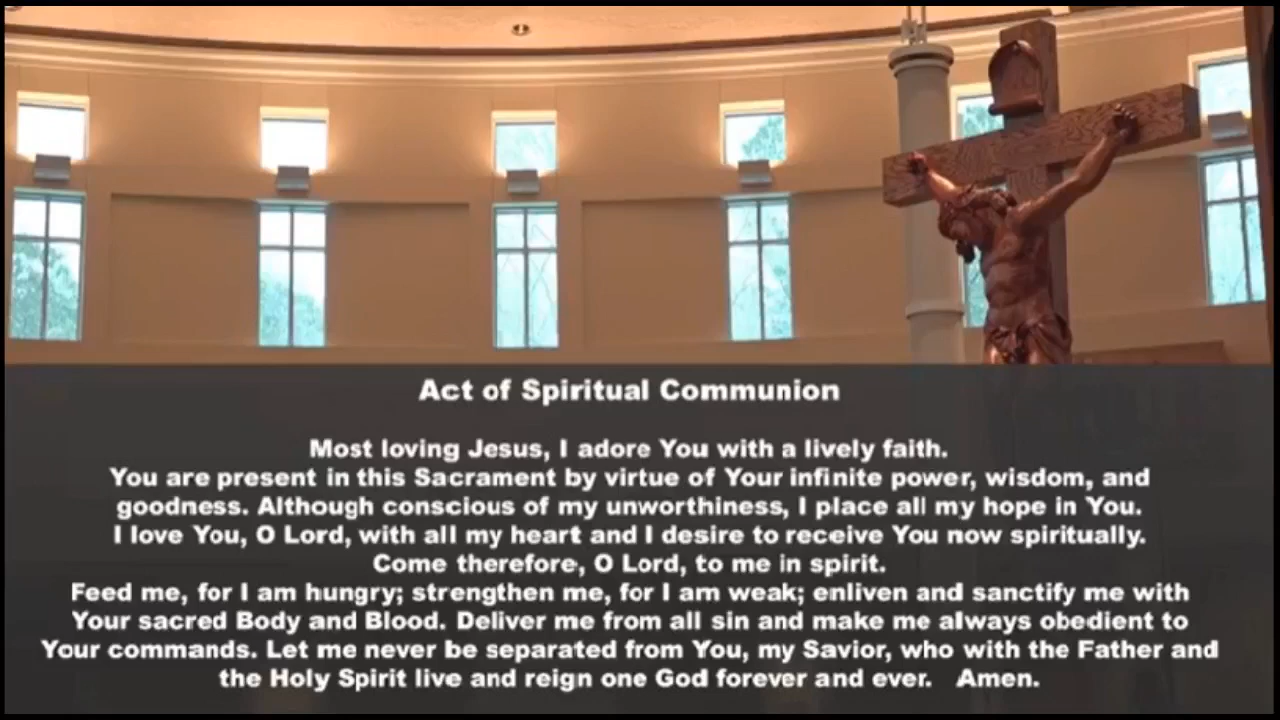 Act of Spiritual Communion
Most loving Jesus, I adore You with a lively faith.
You are present in this Sacrament by virtue of Your infinite power, wisdom, and
goodness. Although conscious of my unworthiness, I place all my hope in You.
I love You, O Lord, with all my heart and I desire to receive You now spiritually.
Come therefore, O Lord, to me in spirit.
Feed me, for I am hungry; strengthen me, for I am weak; enliven and sanctify me with
Your sacred Body and Blood. Deliver me from all sin and make me always obedient to
Your commands. Let me never be separated from You, my Savior, who with the Father and
the Holy Spirit live and reign one God forever and ever. Amen.